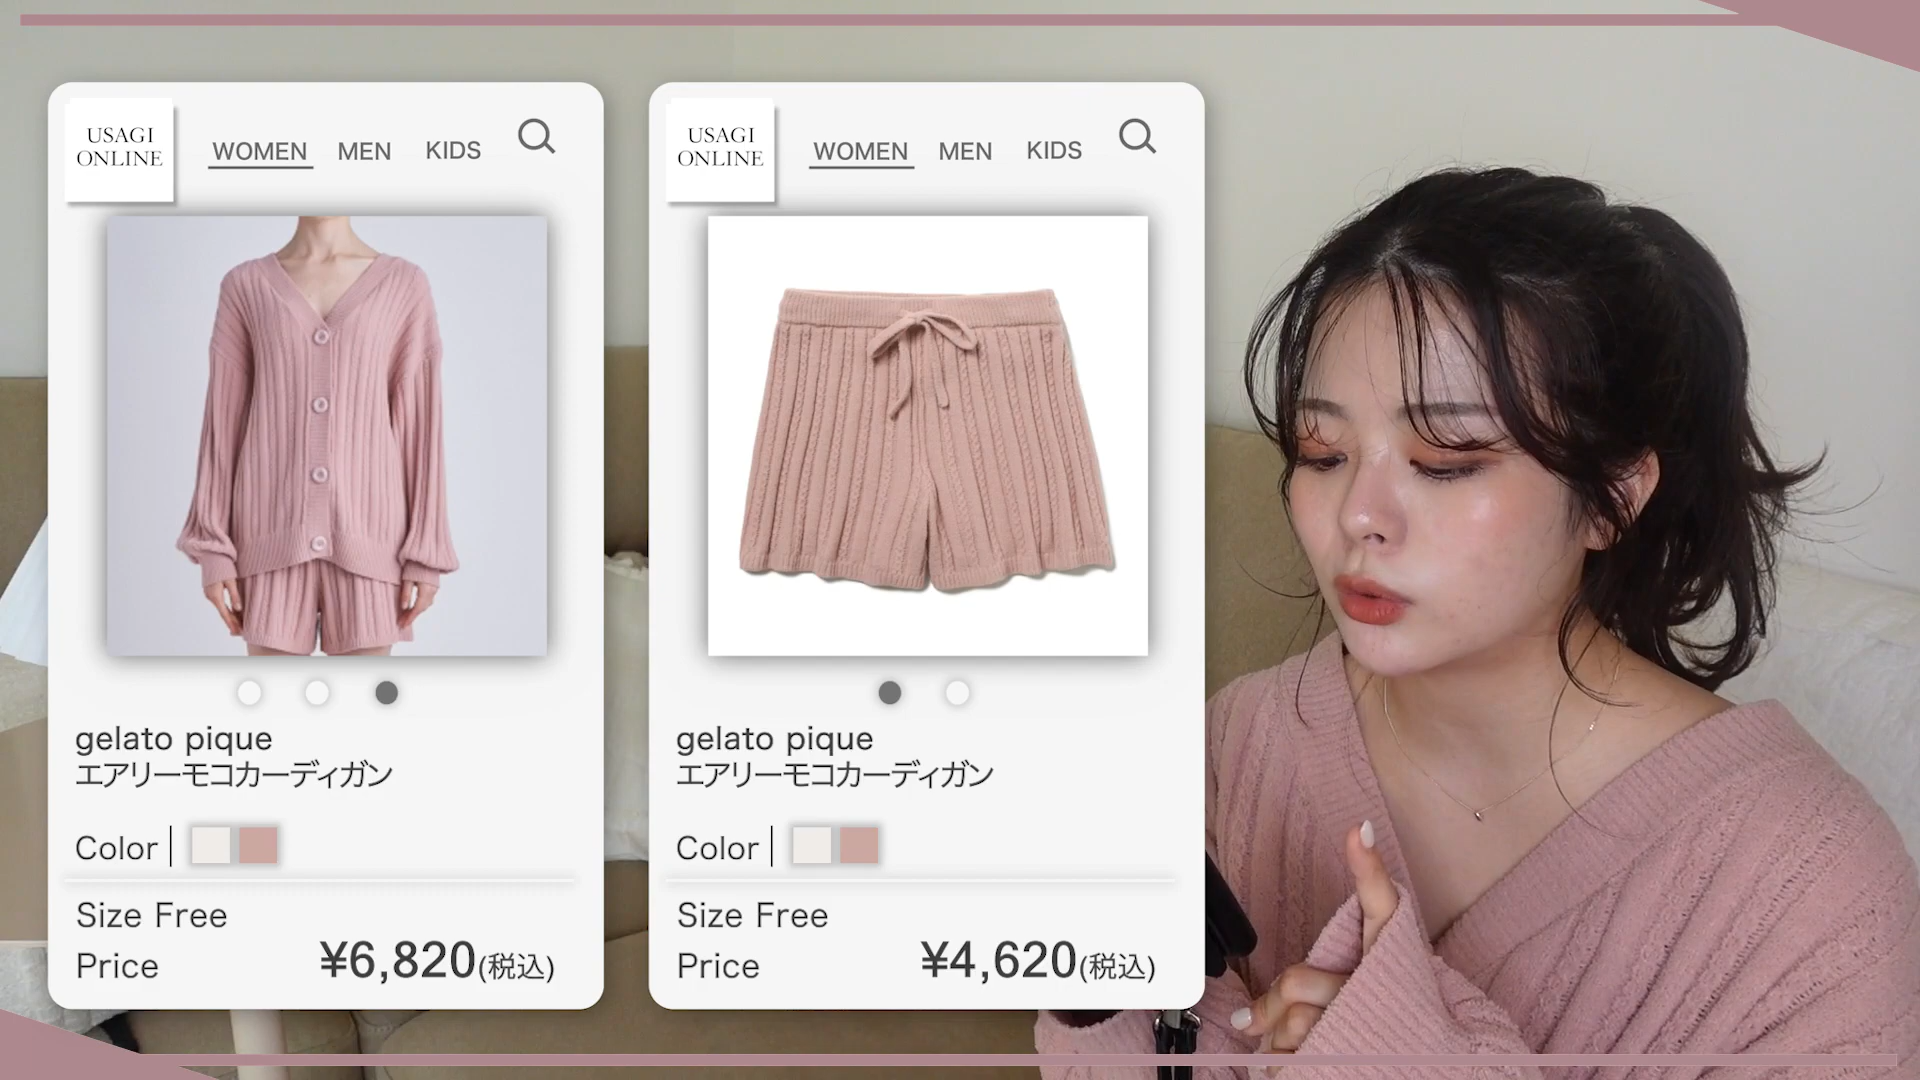 USAGI
ONLINE
WOMEN MEN KIDS
gelato pique
エアリーモコカーディガン
Color
Size Free
Price ¥6,820(税込)
USAGI
ONLINE
WOMEN MEN KIDS
gelato pique
エアリーモコカーディガン
Color
Size Free
Price ¥4,620(税込)